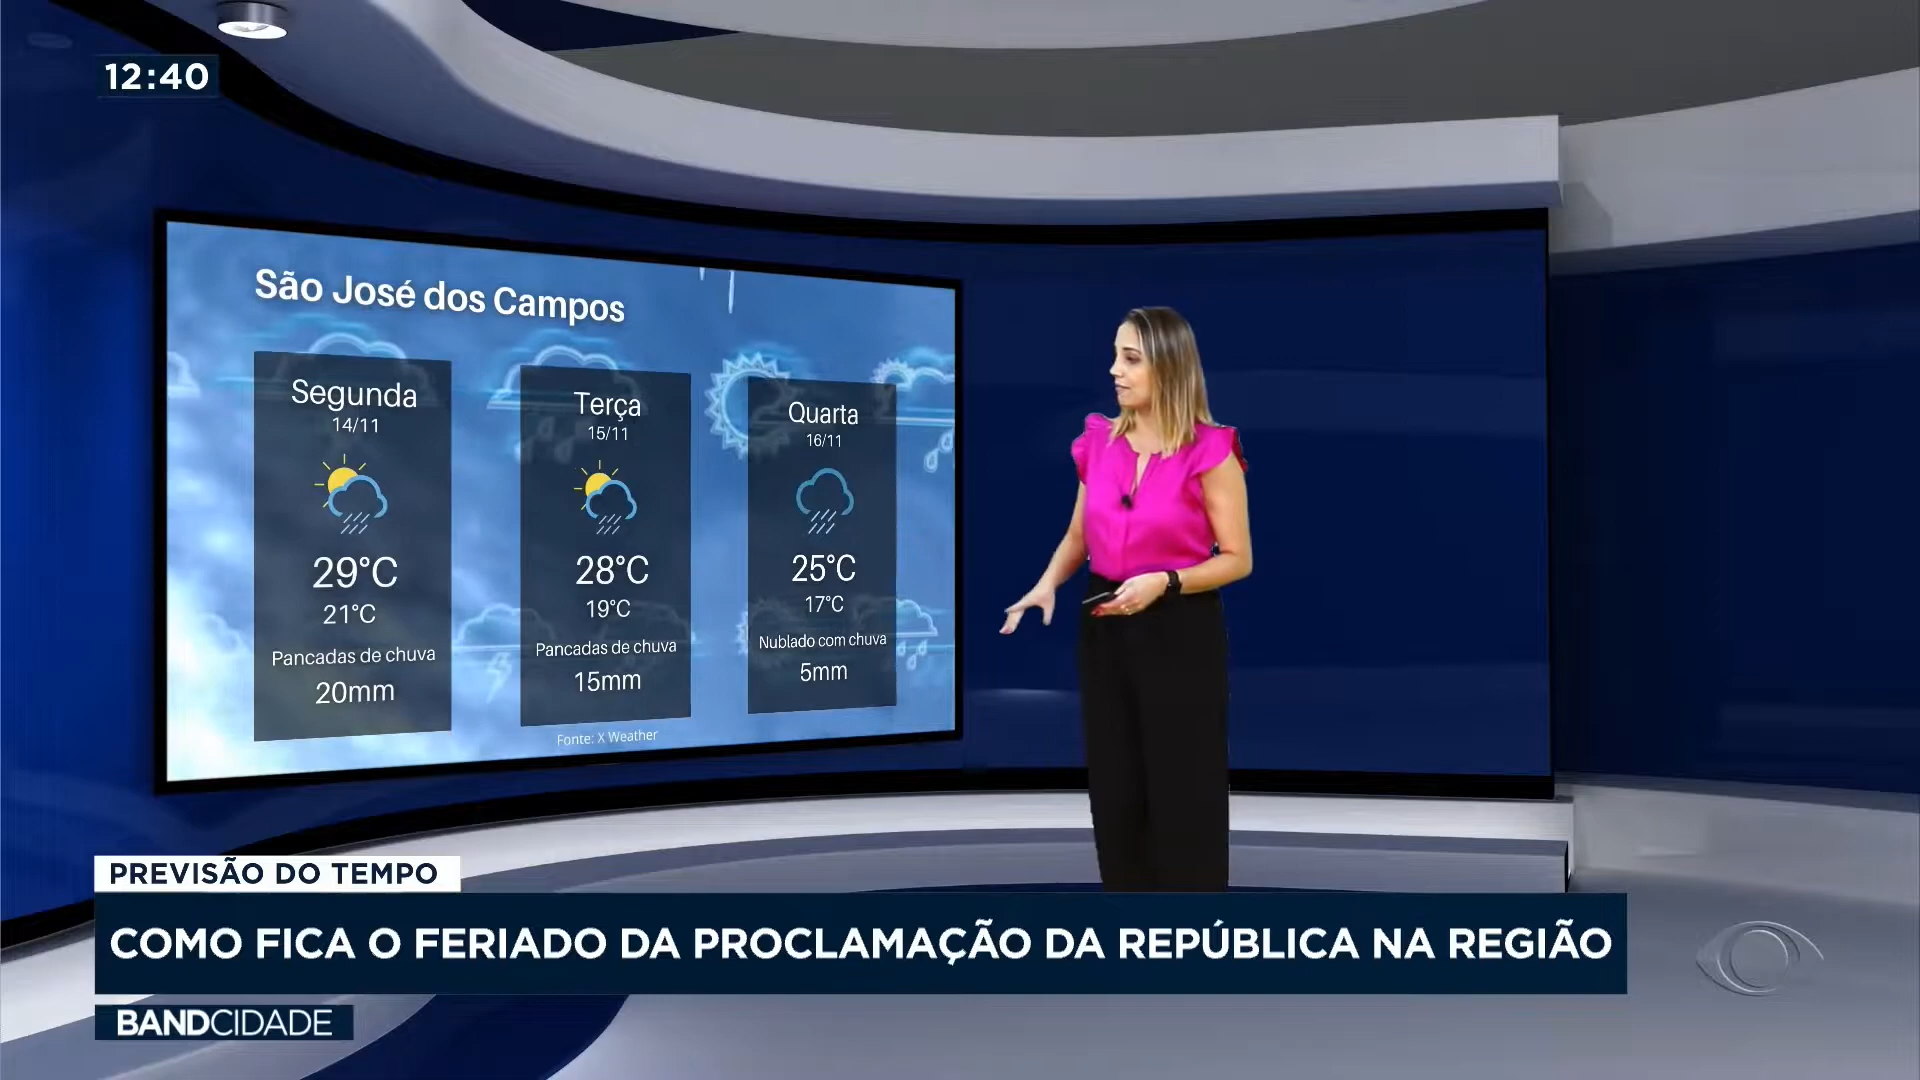 12:40
São José dos Campos
Segunda
14/11
29°C
21°C
Pancadas de chuva
20mm
Terça
15/11
28°C
19°C
Pancadas de chuva
15mm
Quarta
16/11
25°C
17°C
Nublado com chuva
5mm
Fonte: X Weather
PREVISÃO DO TEMPO
COMO FICA O FERIADO DA PROCLAMAÇÃO DA REPÚBLICA NA REGIÃO
BANDCIDADE